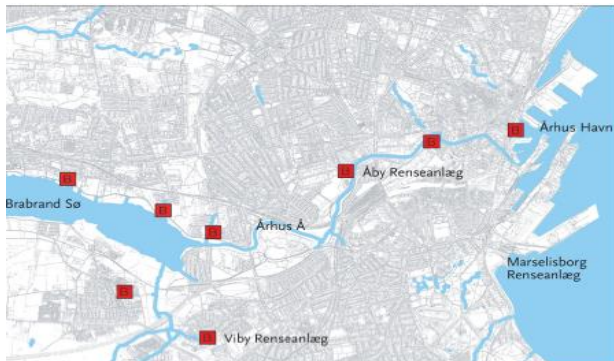 Århus Havn
Åby Renseanlæg
Brabrand Sø
Århus Å
Marselisborg
Renseanlæg
Viby Renseanlæg